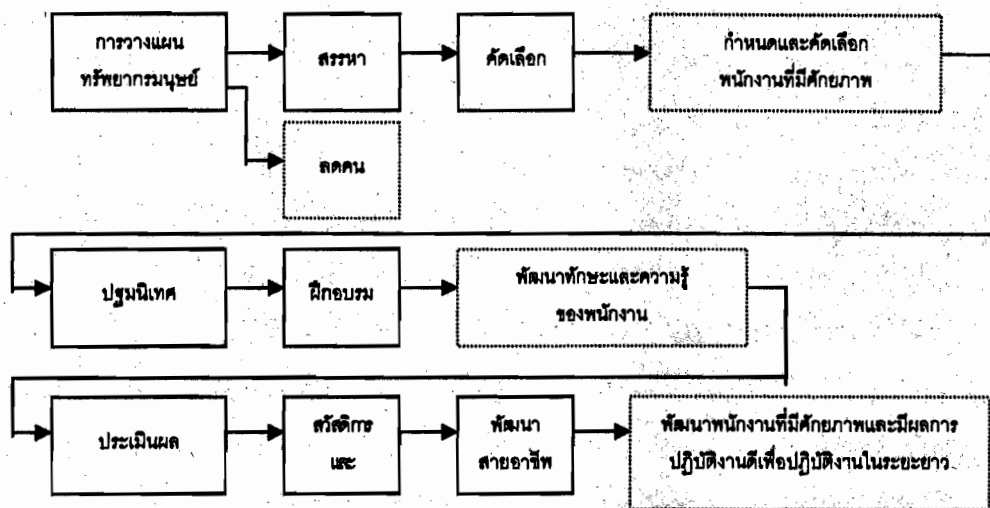 การวางแผน
ทรัพยากรมนุษย์
สรรหา
คัดเลือก
กำหนดและคัดเลือก
พนักงานที่มีศักยภาพ
ลดคน
ปฐมนิเทศ
ฝึกอบรม
พัฒนาทักษะและความรู้
ของพนักงาน
ประเมินผล
สวัสดิการ
และ
พัฒนา
สายอาชีพ
พัฒนาพนักงานที่มีศักยภาพและมีผลการ
ปฏิบัติงานดีเพื่อปฏิบัติงานในระยะยาว